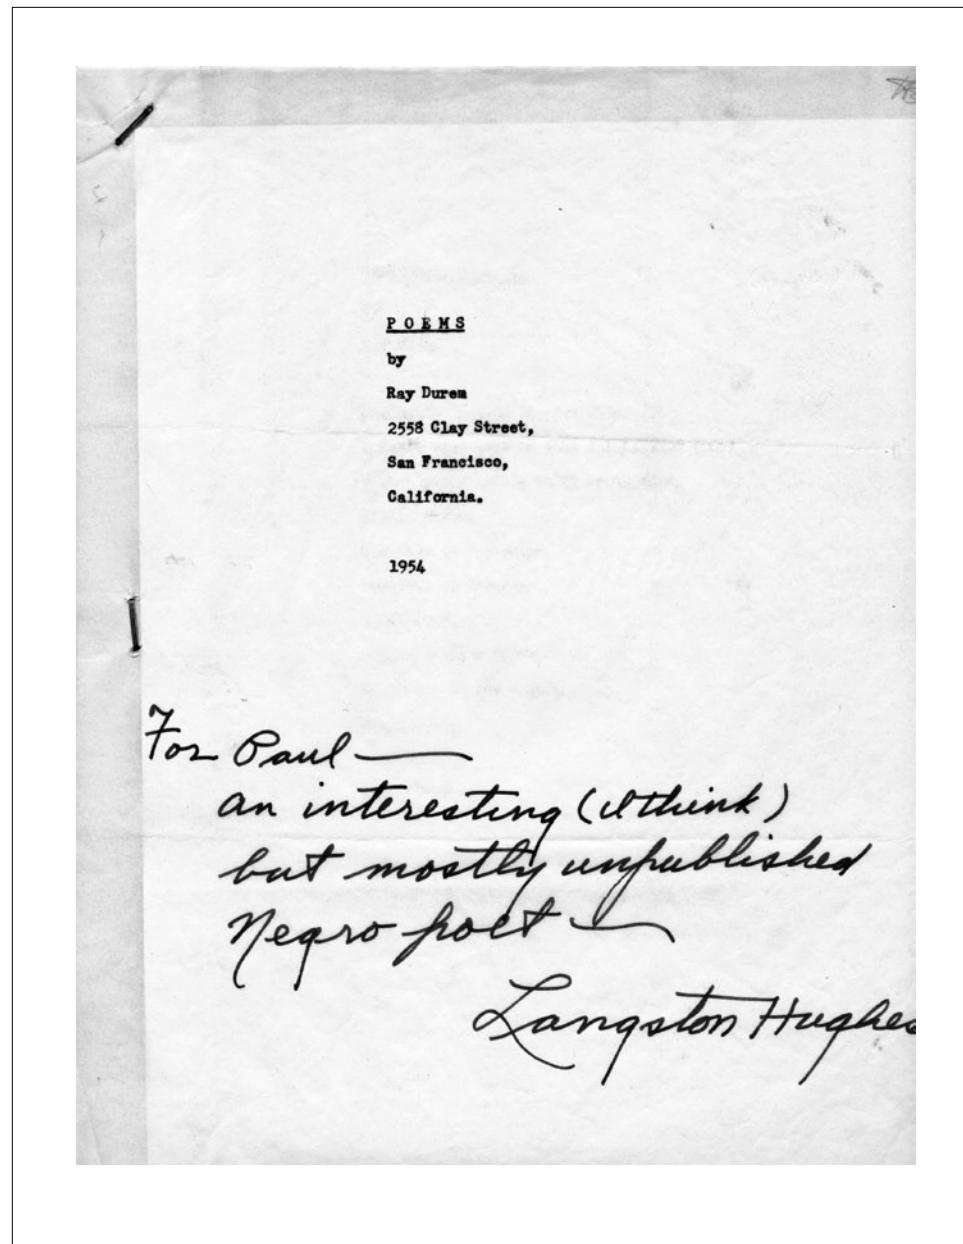 P O E M S
by
Ray Durem
2558 Clay Street,
San Francisco,
California.
1954
For Paul —
an interesting (I think)
but mostly unpublished
Negro poet —
Langston Hughes